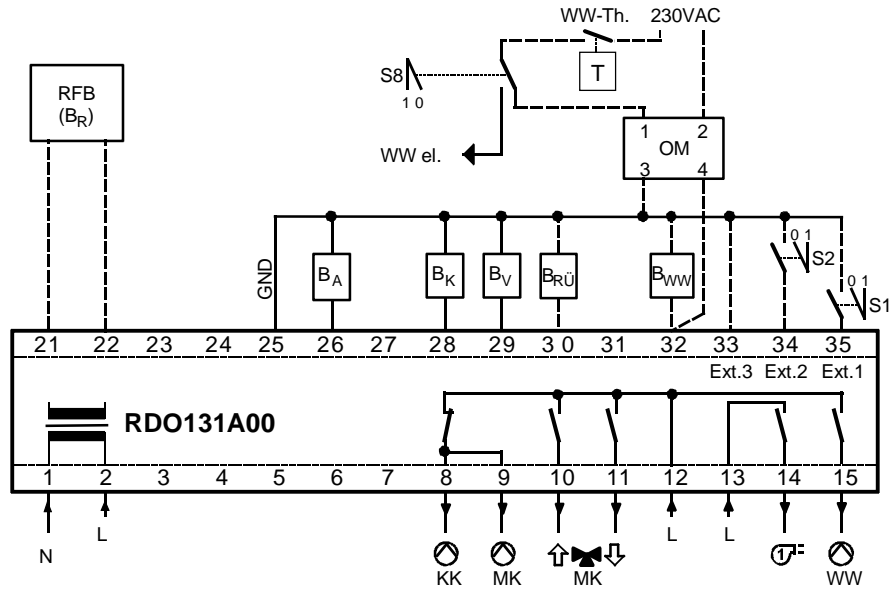 WW-Th. 230VAC
S8
1 0
T
RFB
(BR)
1 2
OM
3 4
WW el.
0 1
S2
GND
BA BK BV BRÜ BWW
0 1
S1
21 22 23 24 25 26 27 28 29 3 0 31 32 33 34 35
Ext.3 Ext.2 Ext.1
RDO131A00
1 2 3 4 5 6 7 8 9 10 11 12 13 14 15
N L L L
1
KK MK MK WW